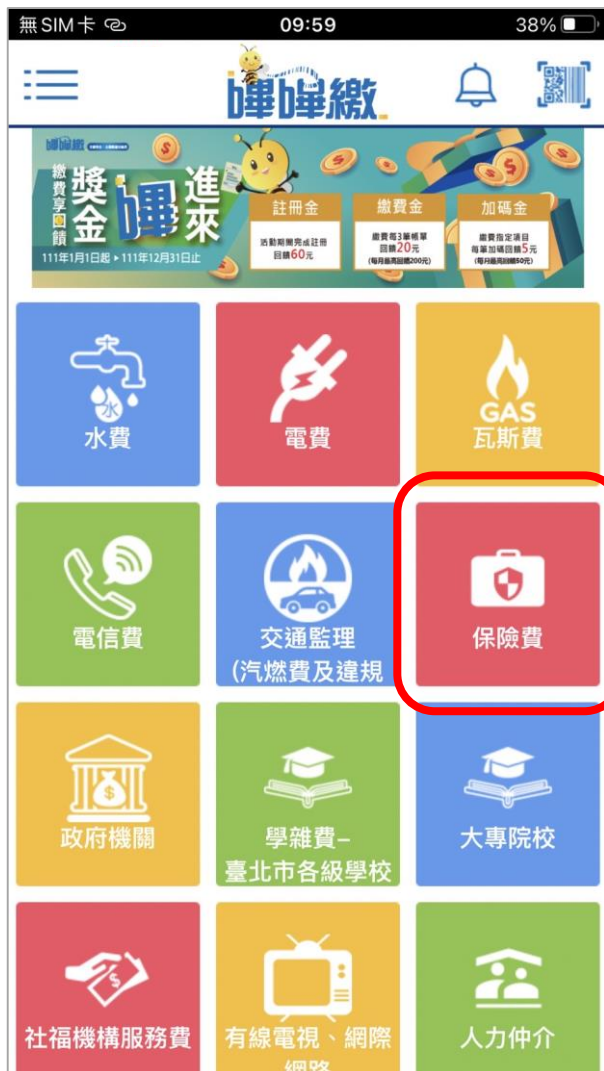 無SIM卡
09:59
38%
嗶嗶繳
嗶嗶繳
繳費享回饋
獎金嗶進來
111年1月1日起▸111年12月31日止
註冊金
活動期間完成註冊
回饋60元
繳費金
繳費每3筆帳單
回饋20元
(每月最高回饋200元)
加碼金
繳費指定項目
每筆加碼回饋5元
(每月最高回饋50元)
水
水費
電費
GAS
瓦斯費
電信費
交通監理
(汽燃費及違規
保險費
政府機關
學雜費–
臺北市各級學校
大專院校
社福機構服務費
有線電視、網際
網路
人力仲介